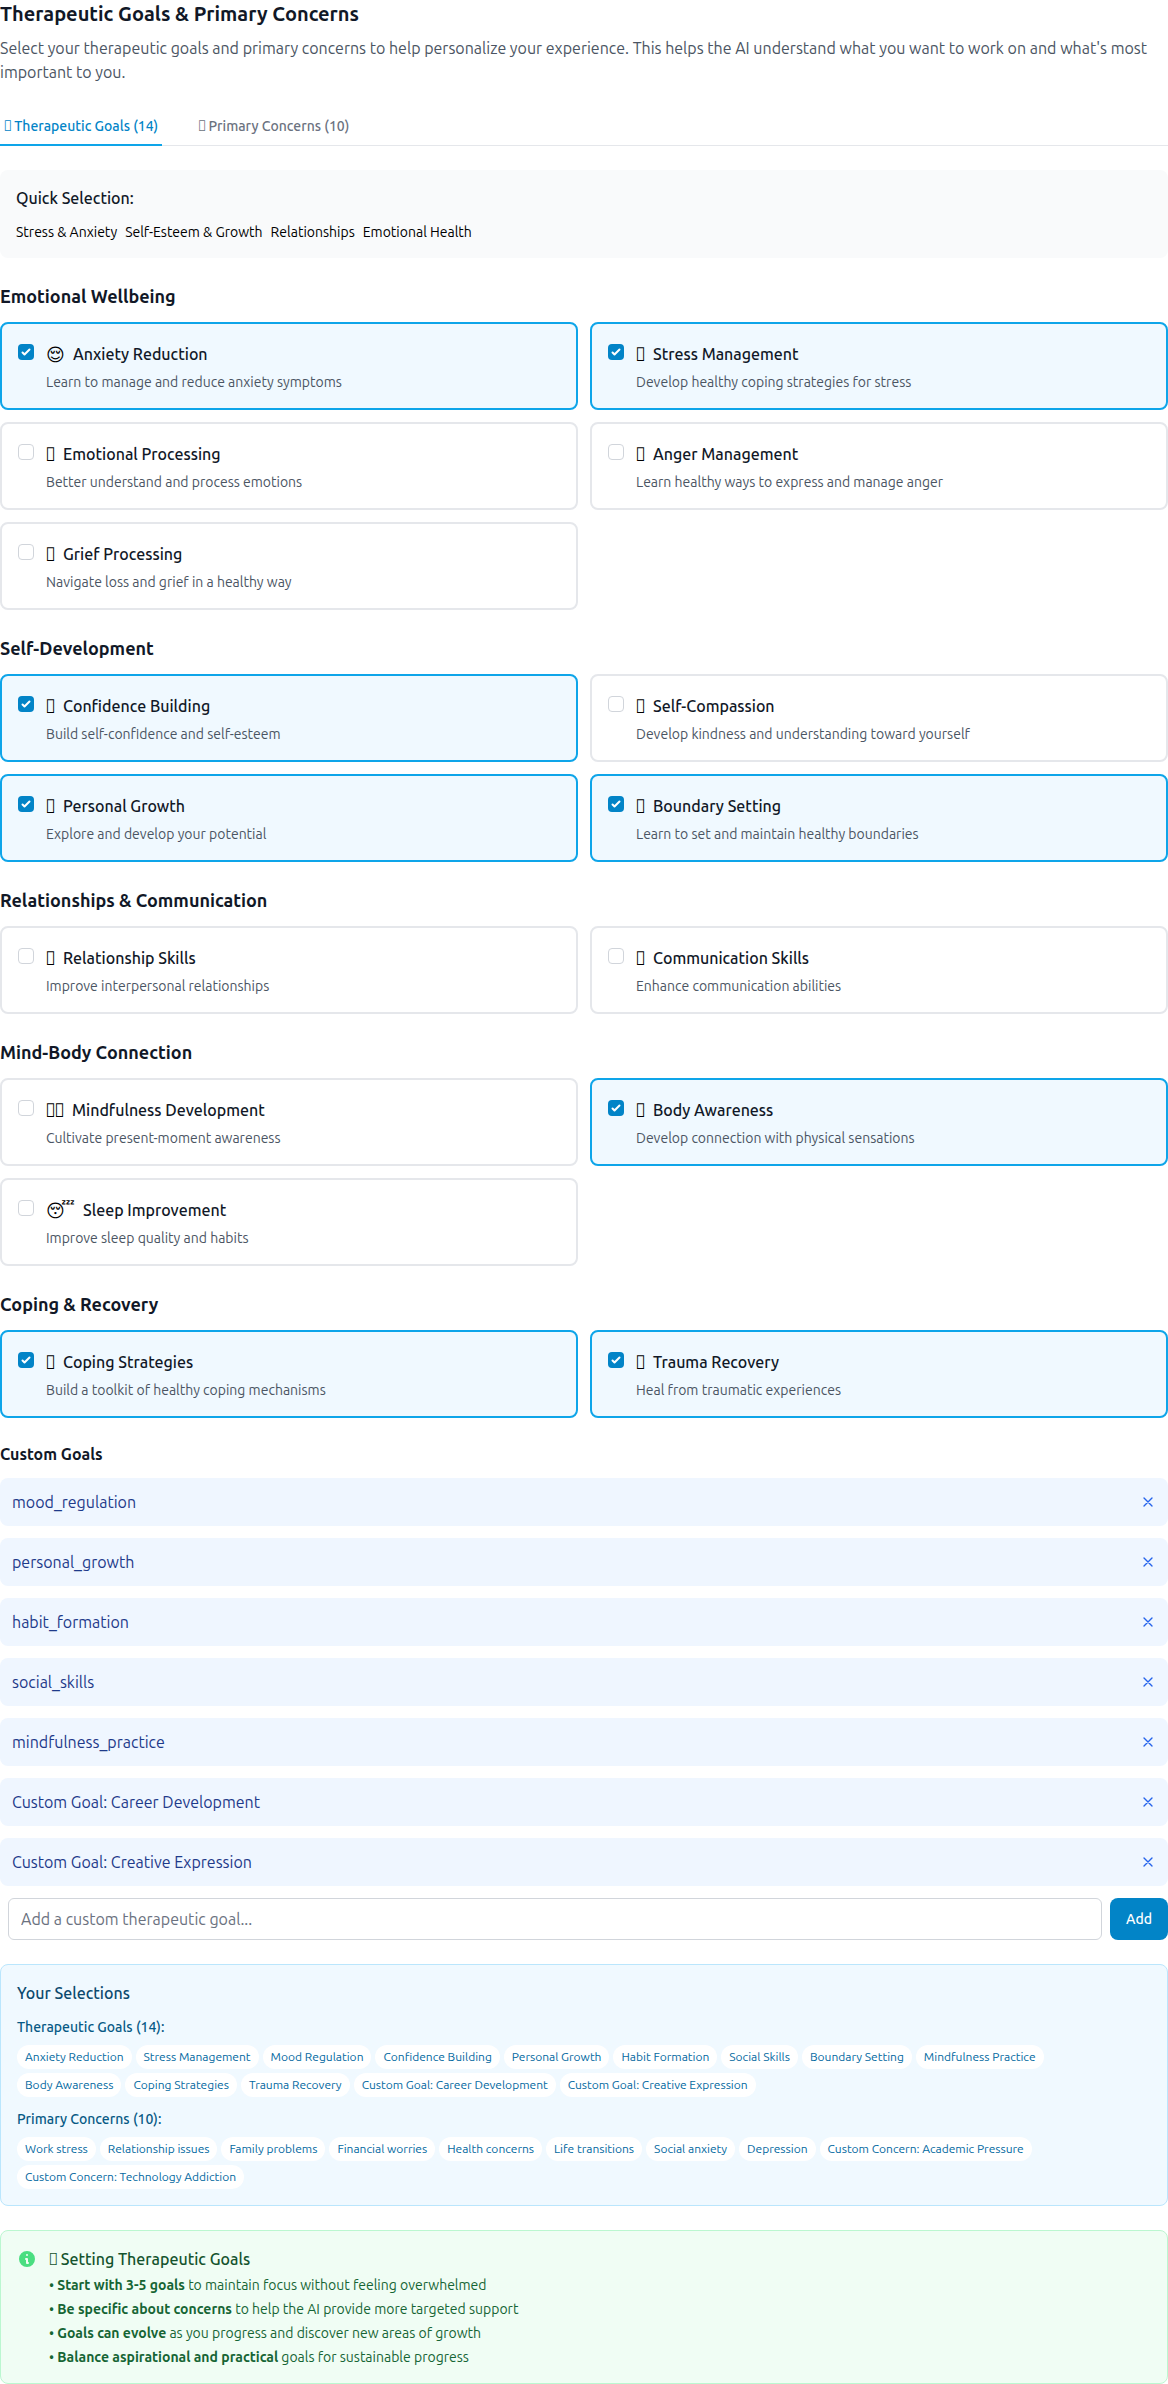 Therapeutic Goals & Primary Concerns
Select your therapeutic goals and primary concerns to help personalize your experience. This helps the AI understand what you want to work on and what's most
important to you.
Therapeutic Goals (14)
Primary Concerns (10)
Quick Selection:
Stress & Anxiety Self-Esteem & Growth Relationships Emotional Health
Emotional Wellbeing
😌 Anxiety Reduction
Learn to manage and reduce anxiety symptoms
Stress Management
Develop healthy coping strategies for stress
Emotional Processing
Better understand and process emotions
Anger Management
Learn healthy ways to express and manage anger
Grief Processing
Navigate loss and grief in a healthy way
Self-Development
Confidence Building
Build self-confidence and self-esteem
Self-Compassion
Develop kindness and understanding toward yourself
Personal Growth
Explore and develop your potential
Boundary Setting
Learn to set and maintain healthy boundaries
Relationships & Communication
Relationship Skills
Improve interpersonal relationships
Communication Skills
Enhance communication abilities
Mind-Body Connection
Mindfulness Development
Cultivate present-moment awareness
Body Awareness
Develop connection with physical sensations
😴 Sleep Improvement
Improve sleep quality and habits
Coping & Recovery
Coping Strategies
Build a toolkit of healthy coping mechanisms
Trauma Recovery
Heal from traumatic experiences
Custom Goals
mood_regulation
personal_growth
habit_formation
social_skills
mindfulness_practice
Custom Goal: Career Development
Custom Goal: Creative Expression
Add a custom therapeutic goal...
Add
Your Selections
Therapeutic Goals (14):
Anxiety Reduction Stress Management Mood Regulation Confidence Building Personal Growth Habit Formation Social Skills Boundary Setting Mindfulness Practice
Body Awareness Coping Strategies Trauma Recovery Custom Goal: Career Development Custom Goal: Creative Expression
Primary Concerns (10):
Work stress Relationship issues Family problems Financial worries Health concerns Life transitions Social anxiety Depression Custom Concern: Academic Pressure
Custom Concern: Technology Addiction
Setting Therapeutic Goals
• Start with 3-5 goals to maintain focus without feeling overwhelmed
• Be specific about concerns to help the AI provide more targeted support
• Goals can evolve as you progress and discover new areas of growth
• Balance aspirational and practical goals for sustainable progress